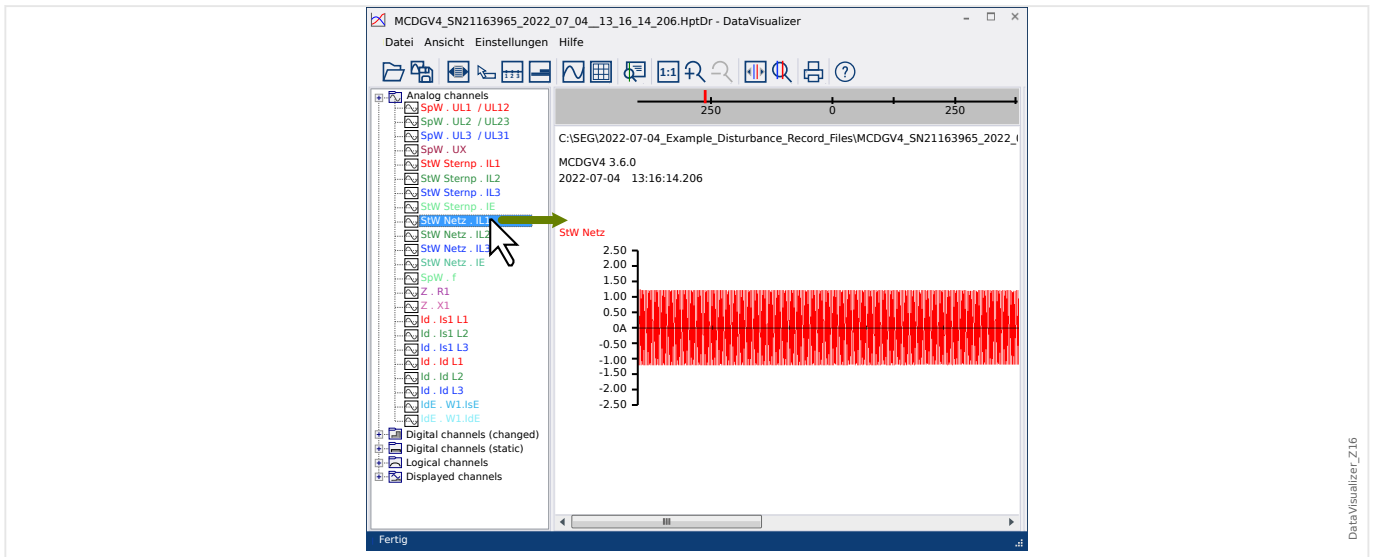 MCDGV4_SN21163965_2022_07_04__13_16_14_206.HptDr - DataVisualizer
Datei Ansicht Einstellungen Hilfe
1:1
Analog channels
SpW . UL1 / UL12
SpW . UL2 / UL23
SpW . UL3 / UL31
SpW . UX
StW Sternp . IL1
StW Sternp . IL2
StW Sternp . IL3
StW Sternp . IE
StW Netz . IL1
StW Netz . IL2
StW Netz . IL3
StW Netz . IE
SpW . f
Z . R1
Z . X1
Id . Is1 L1
Id . Is1 L2
Id . Is1 L3
Id . Id L1
Id . Id L2
Id . Id L3
IdE . W1.IsE
IdE . W1.IdE
Digital channels (changed)
Digital channels (static)
Logical channels
Displayed channels
250 0 250
C:\SEG\2022-07-04_Example_Disturbance_Record_Files\MCDGV4_SN21163965_2022_
MCDGV4 3.6.0
2022-07-04 13:16:14.206
StW Netz
2.50
2.00
1.50
1.00
0.50
0A
-0.50
-1.00
-1.50
-2.00
-2.50
Fertig
DataVisualizer_Z16